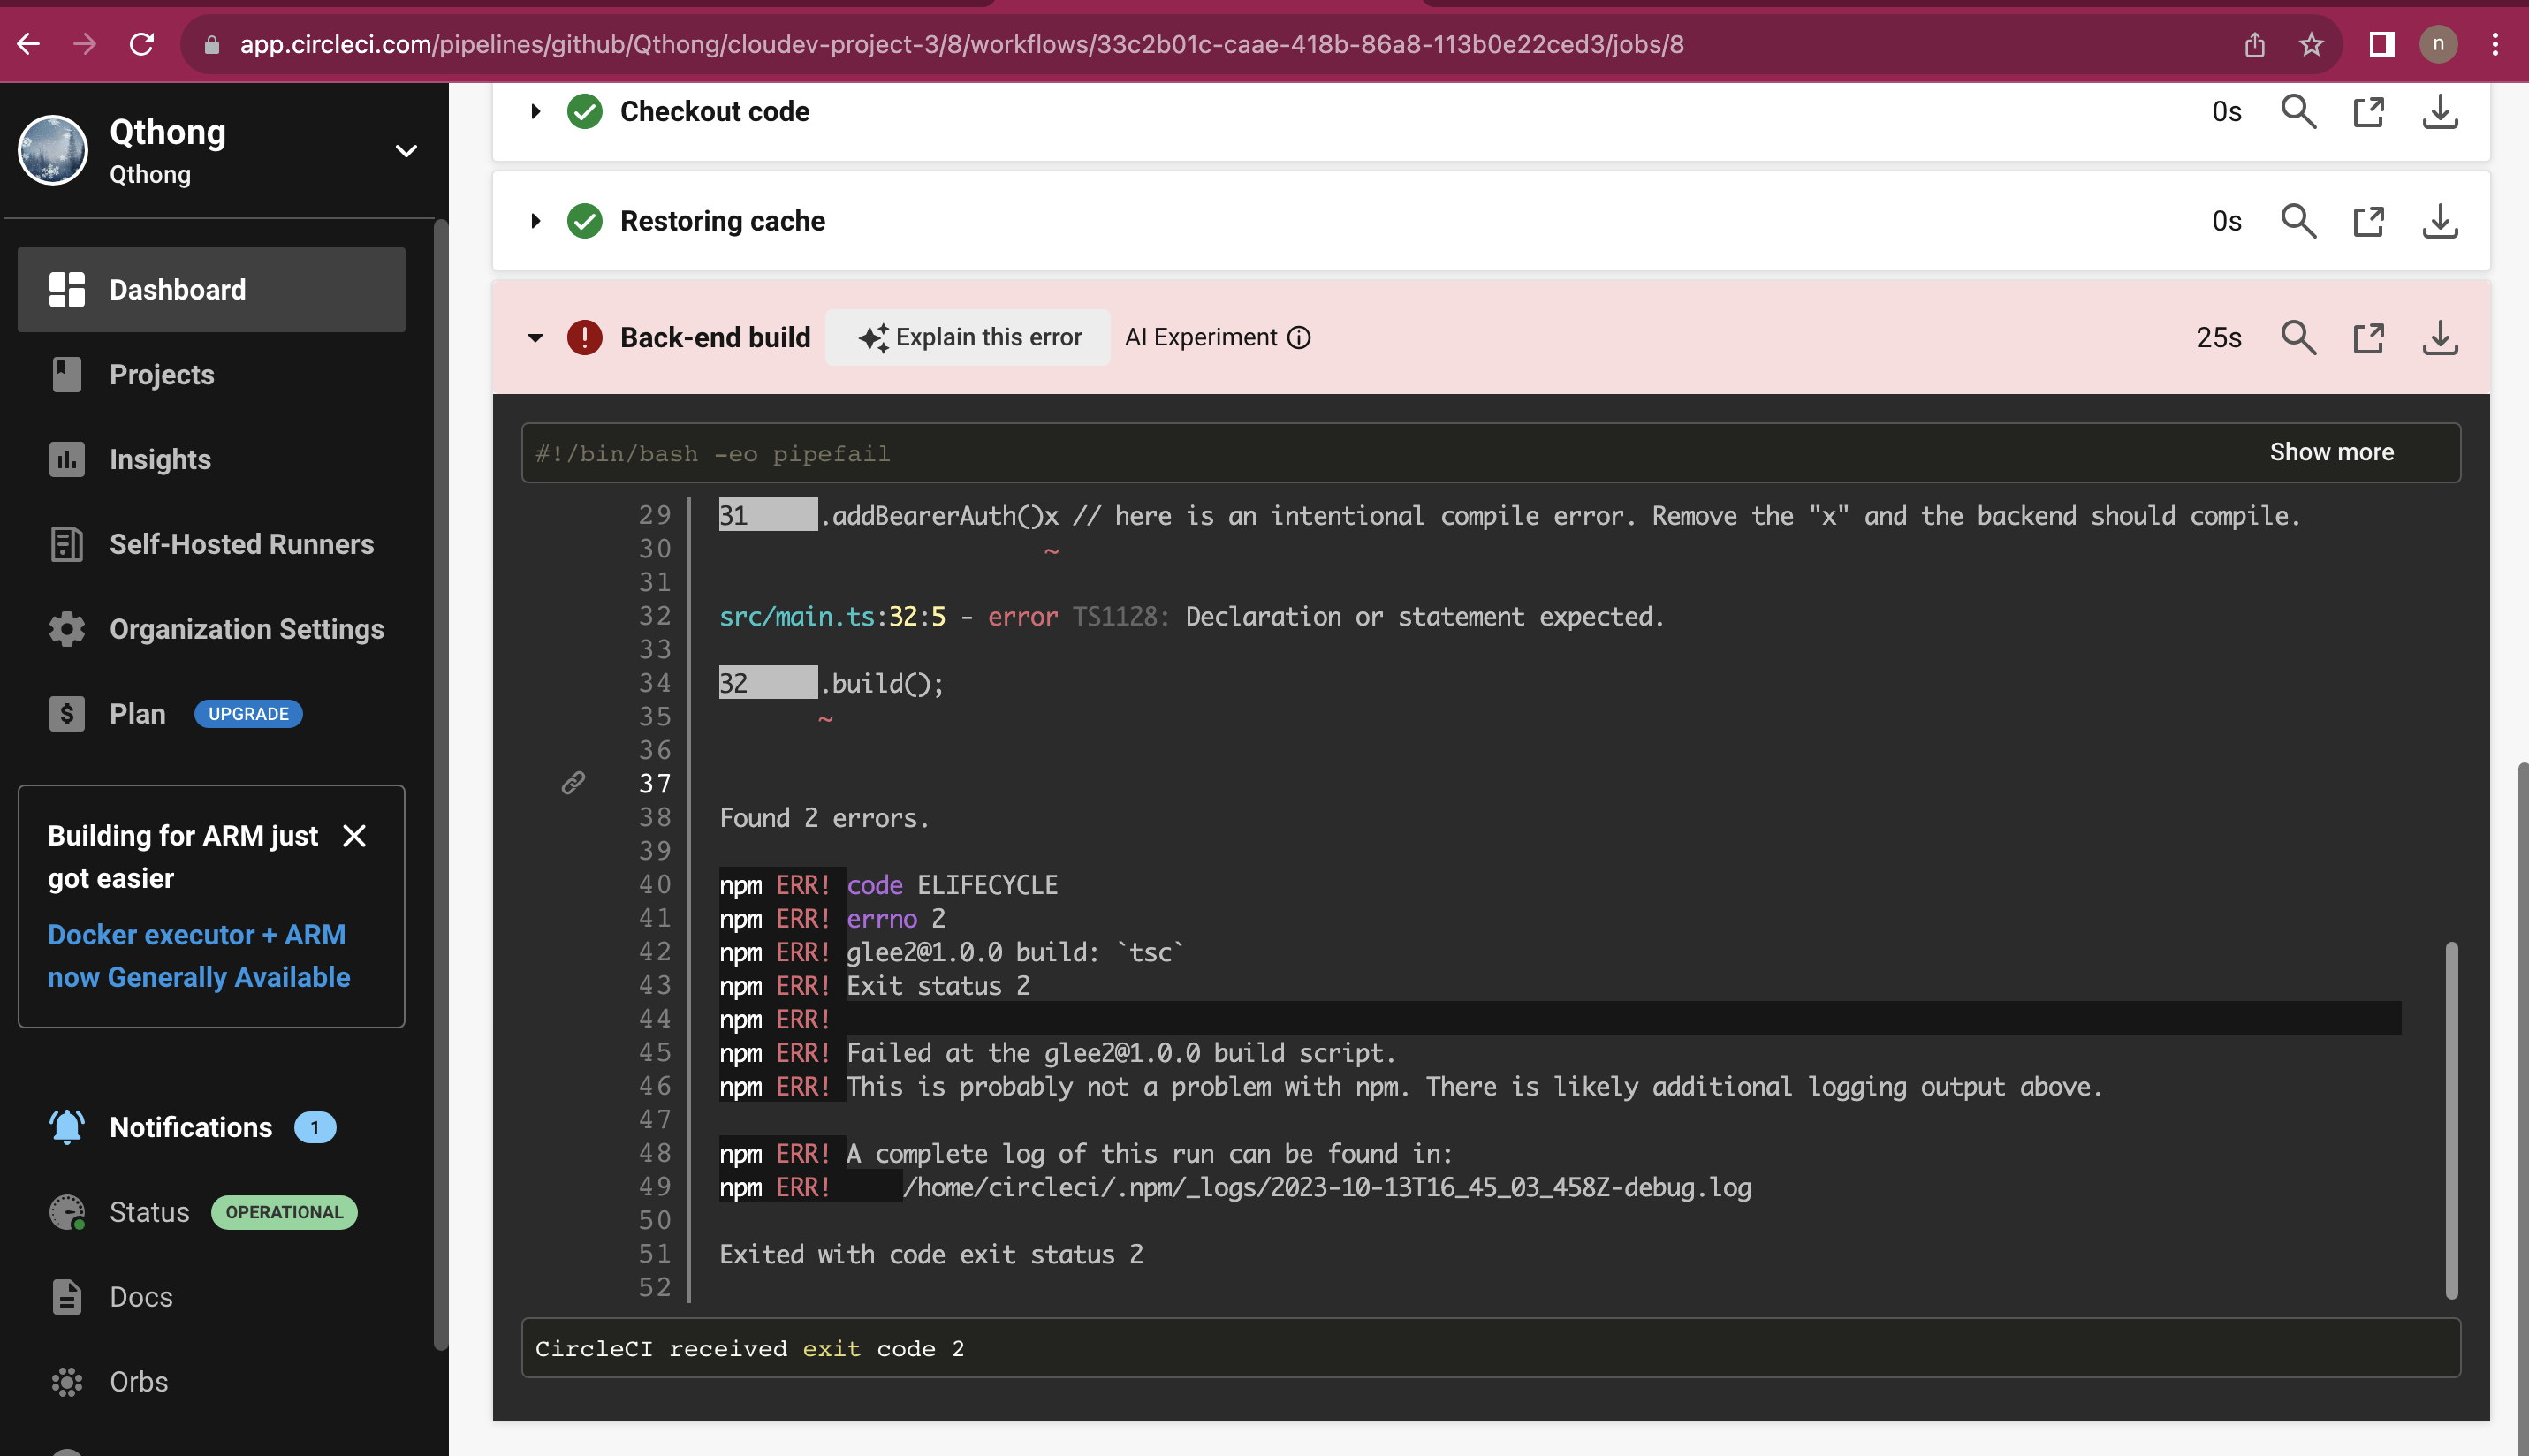 app.circleci.com/pipelines/github/Qthong/cloudev-project-3/8/workflows/33c2b01c-caae-418b-86a8-113b0e22ced3/jobs/8
n
Qthong
Qthong
Dashboard
Projects
Insights
Self-Hosted Runners
Organization Settings
Plan UPGRADE
Building for ARM just
got easier
Docker executor + ARM
now Generally Available
Notifications 1
Status OPERATIONAL
Docs
Orbs
Checkout code 0s
Restoring cache 0s
Back-end build Explain this error AI Experiment 25s
#!/bin/bash -eo pipefail Show more
29 31 .addBearerAuth()x // here is an intentional compile error. Remove the "x" and the backend should compile.
30 ~
31
32 src/main.ts:32:5 - error TS1128: Declaration or statement expected.
33
34 32 .build();
35 ~
36
37
38 Found 2 errors.
39
40 npm ERR! code ELIFECYCLE
41 npm ERR! errno 2
42 npm ERR! glee2@1.0.0 build: `tsc`
43 npm ERR! Exit status 2
44 npm ERR!
45 npm ERR! Failed at the glee2@1.0.0 build script.
46 npm ERR! This is probably not a problem with npm. There is likely additional logging output above.
47
48 npm ERR! A complete log of this run can be found in:
49 npm ERR! /home/circleci/.npm/_logs/2023-10-13T16_45_03_458Z-debug.log
50
51 Exited with code exit status 2
52
CircleCI received exit code 2